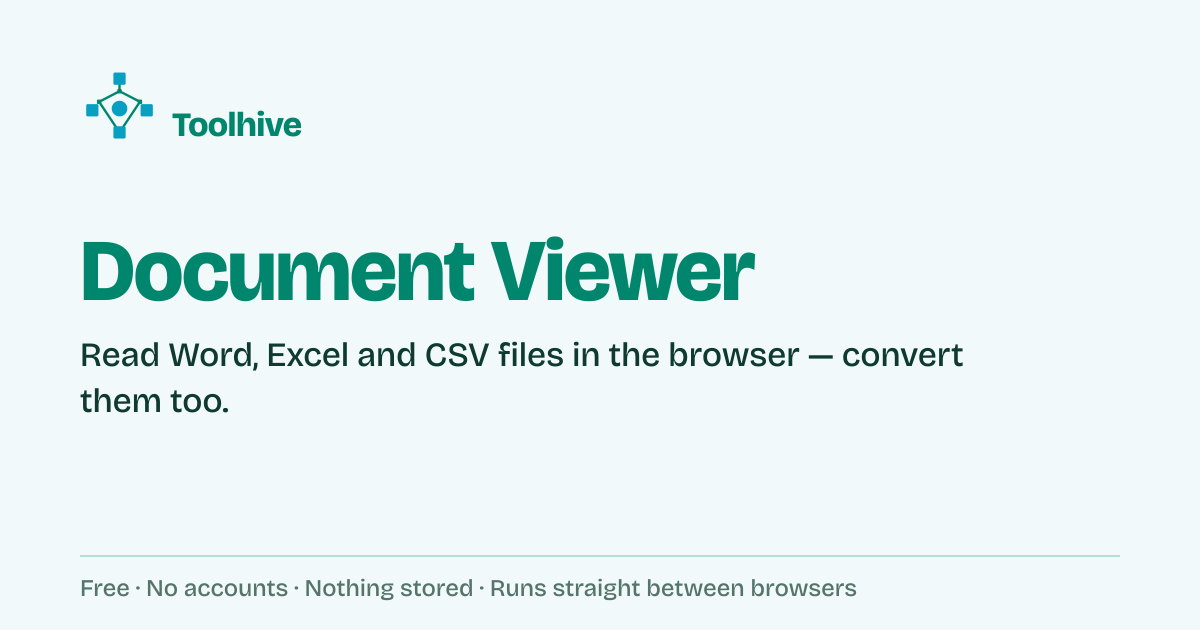 Toolhive
Document Viewer
Read Word, Excel and CSV files in the browser — convert
them too.
Free · No accounts · Nothing stored · Runs straight between browsers